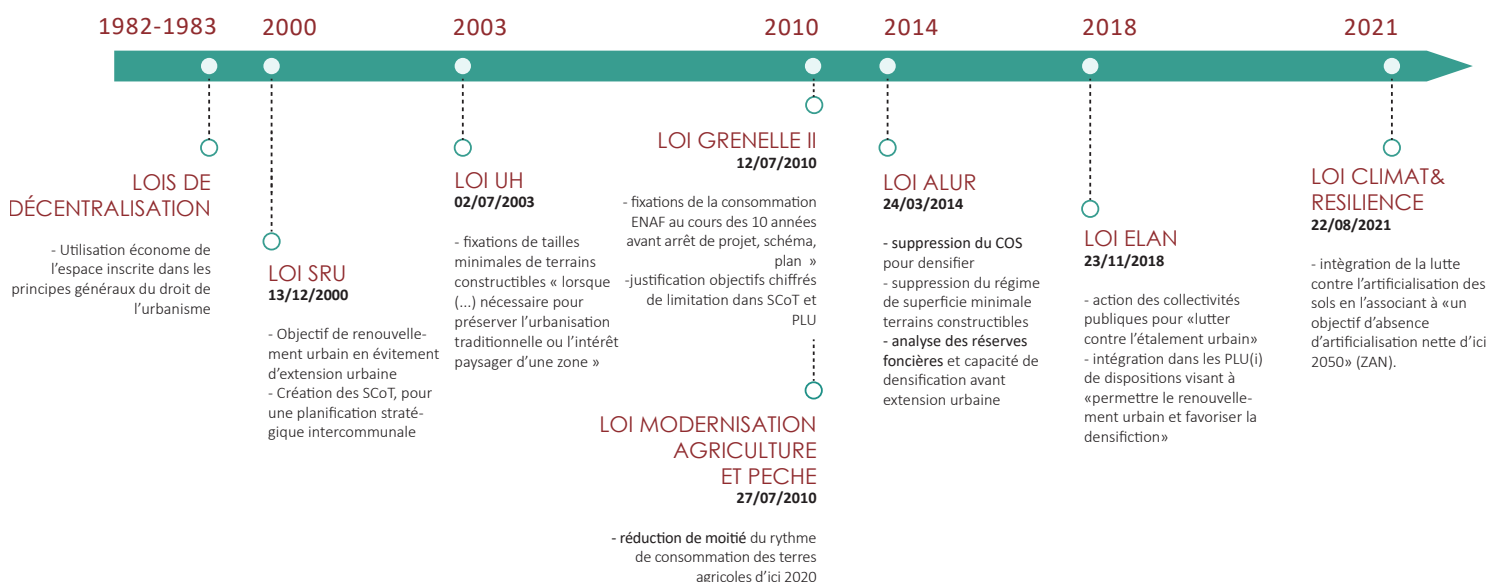 1982-1983
2000
2003
2010
2014
2018
2021
LOIS DE
DÉCENTRALISATION
- Utilisation économe de
l'espace inscrite dans les
principes généraux du droit de
l'urbanisme
LOI SRU
13/12/2000
- Objectif de renouvelle-
ment urbain en évitement
d'extension urbaine
- Création des SCoT, pour
une planification straté-
gique intercommunale
LOI UH
02/07/2003
- fixations de tailles
minimales de terrains
constructibles « lorsque
(...) nécessaire pour
préserver l'urbanisation
traditionnelle ou l'intérêt
paysager d'une zone »
LOI GRENELLE II
12/07/2010
- fixations de la consommation
ENAF au cours des 10 années
avant arrêt de projet, schéma,
plan »
-justification objectifs chiffrés
de limitation dans SCoT et
PLU
LOI MODERNISATION
AGRICULTURE
ET PECHE
27/07/2010
- réduction de moitié du rythme
de consommation des terres
agricoles d'ici 2020
LOI ALUR
24/03/2014
- suppression du COS
pour densifier
- suppression du régime
de superficie minimale
terrains constructibles
- analyse des réserves
foncières et capacité de
densification avant
extension urbaine
LOI ELAN
23/11/2018
- action des collectivités
publiques pour «lutter
contre l'étalement urbain»
- intégration dans les PLU(i)
de dispositions visant à
«permettre le renouvelle-
ment urbain et favoriser la
densifiction»
LOI CLIMAT&
RESILIENCE
22/08/2021
- intègration de la lutte
contre l'artificialisation des
sols en l'associant à «un
objectif d'absence
d'artificialisation nette d'ici
2050» (ZAN).